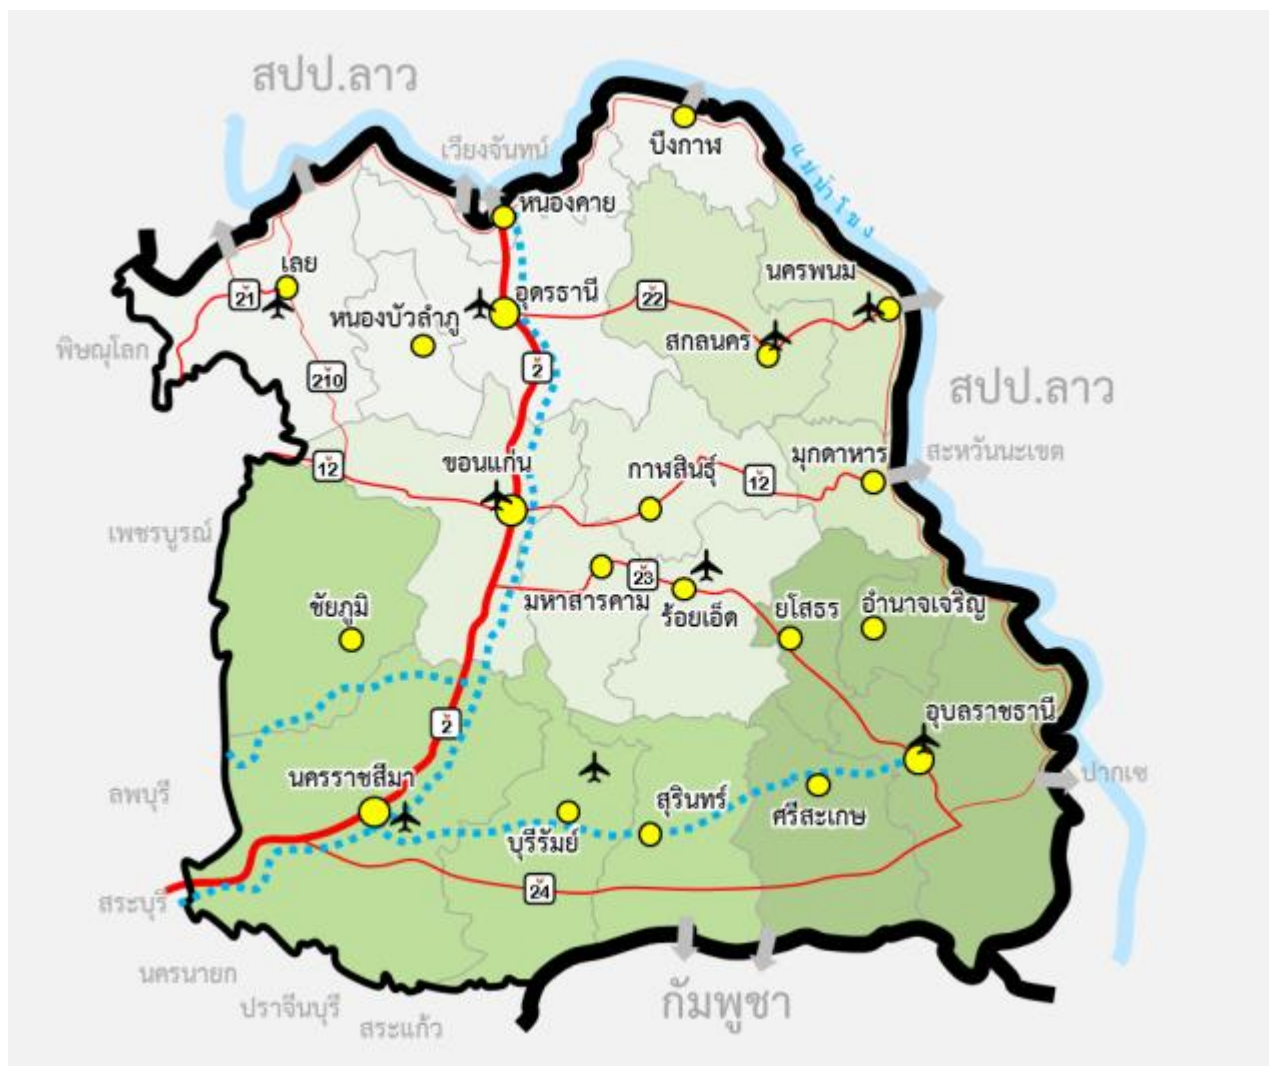 สปป.ลาว
เวียงจันทน์
บึงกาฬ
แม่น้ำโขง
หนองคาย
เลย
นครพนม
21
อุดรธานี
22
หนองบัวลำภู
สกลนคร
พิษณุโลก
2
210
สปป.ลาว
มุกดาหาร
สะหวันนะเขต
ขอนแก่น
กาฬสินธุ์
12
12
เพชรบูรณ์
23
มหาสารคาม
ร้อยเอ็ด
ชัยภูมิ
ยโสธร
อำนาจเจริญ
2
อุบลราชธานี
นครราชสีมา
ปากเซ
ลพบุรี
สุรินทร์
ศรีสะเกษ
บุรีรัมย์
24
สระบุรี
นครนายก
ปราจีนบุรี
สระแก้ว
กัมพูชา